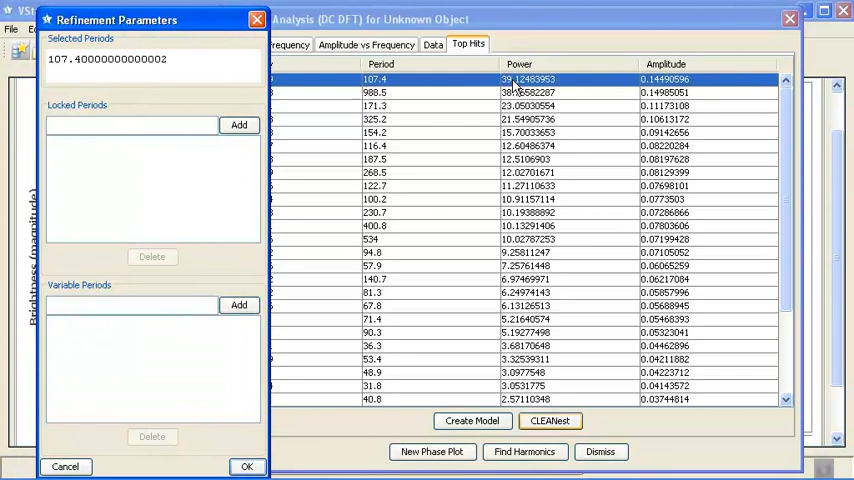 VSt
File
Refinement Parameters
Selected Periods
107.40000000000002
Locked Periods
Add
Delete
Variable Periods
Add
Delete
Cancel
OK
Brightness (magnitude)
Analysis (DC DFT) for Unknown Object
Frequency
Amplitude vs Frequency
Data
Top Hits
Period Power Amplitude
107.4 39.12483953 0.14490596
988.5 0.14985051
171.3 23.05030554 0.11173108
325.2 21.54905736 0.10613172
154.2 15.70033653 0.09142656
116.4 12.60486374 0.08220284
187.5 12.5106903 0.08197628
268.5 12.02701671 0.08129399
122.7 11.27110633 0.07698101
100.2 10.91157114 0.0773503
230.7 10.19388892 0.07286866
400.8 10.13291406 0.07803606
534 10.02787253 0.07199428
94.8 9.25811247 0.07105052
57.9 7.25761448 0.06065259
140.7 6.97469971 0.06217084
81.3 6.24974143 0.05857996
67.8 6.13126513 0.05688945
71.4 5.21640574 0.05468393
90.3 5.19277498 0.05323041
36.3 3.68170648 0.04462896
53.4 3.32539311 0.04211882
48.9 3.0977548 0.04223712
31.8 3.0531775 0.04143572
40.8 2.57110348 0.03744814
Create Model
CLEANest
New Phase Plot
Find Harmonics
Dismiss